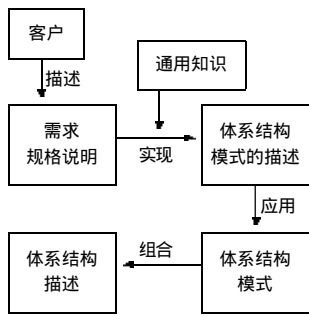 客户
描述
通用知识
需求
规格说明
实现
体系结构
模式的描述
应用
体系结构
描述
组合
体系结构
模式